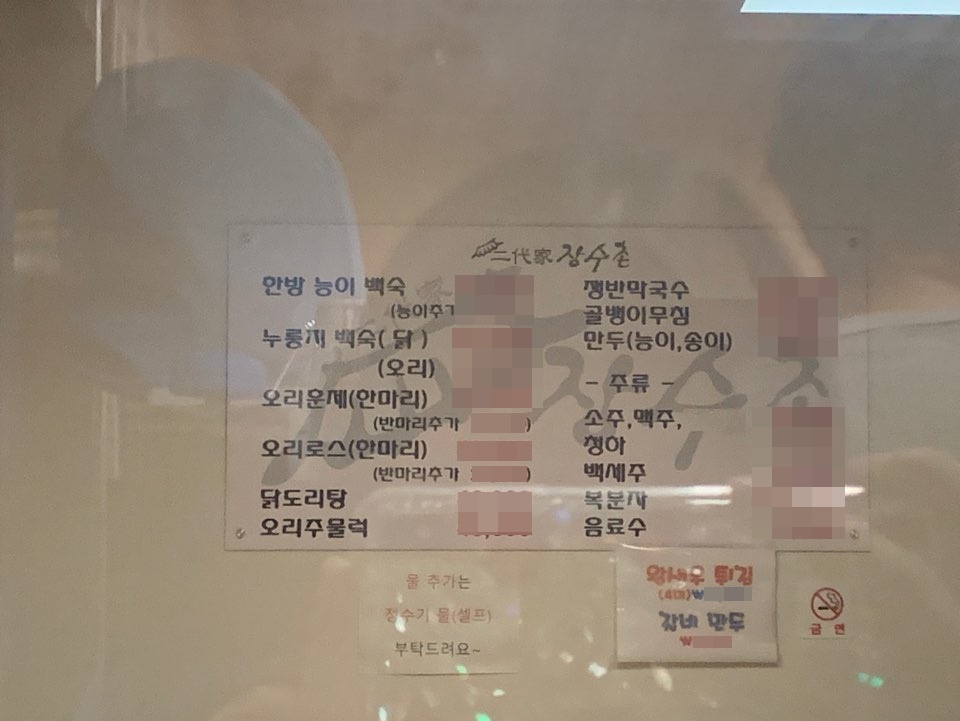 二代家 장수촌
한방 능이 백숙
(능이추가
누룽지 백숙( 닭 )
(오리)
오리훈제(한마리)
(반마리추가 )
오리로스(한마리)
(반마리추가 )
닭도리탕
오리주물럭
쟁반막국수
골뱅이무침
만두(능이,송이)
- 주류 -
소주,맥주,
청하
백세주
복분자
음료수
물 추가는
정수기 물(셀프)
부탁드려요~
왕새우 튀김
(4마)₩
갈비 만두
₩
금 연